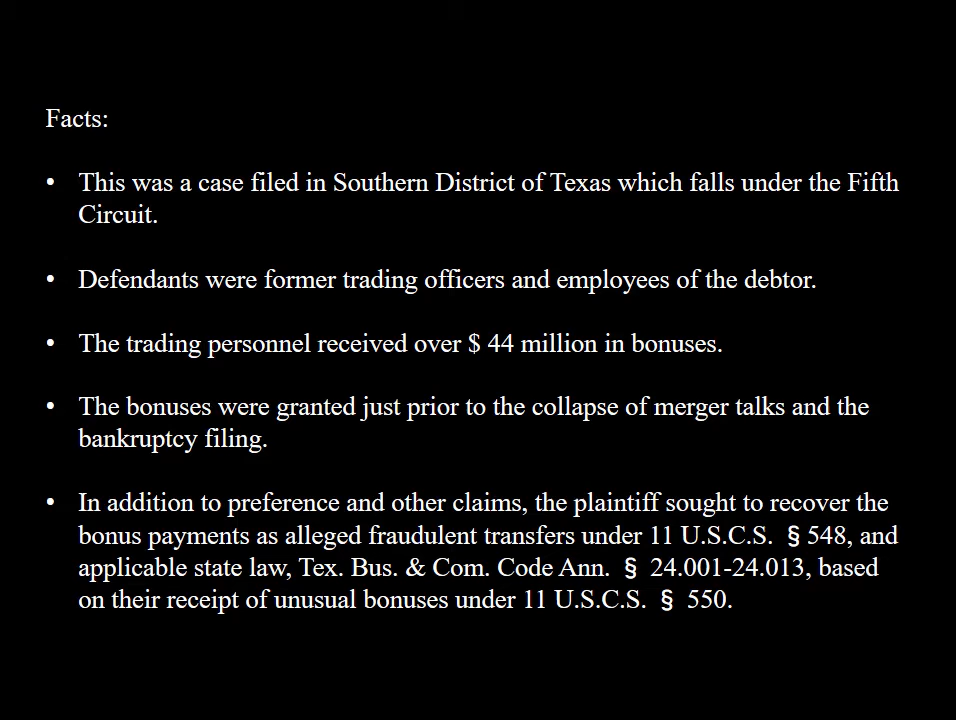 Facts:
• This was a case filed in Southern District of Texas which falls under the Fifth
Circuit.
• Defendants were former trading officers and employees of the debtor.
• The trading personnel received over $ 44 million in bonuses.
• The bonuses were granted just prior to the collapse of merger talks and the
bankruptcy filing.
• In addition to preference and other claims, the plaintiff sought to recover the
bonus payments as alleged fraudulent transfers under 11 U.S.C.S. § 548, and
applicable state law, Tex. Bus. & Com. Code Ann. § 24.001-24.013, based
on their receipt of unusual bonuses under 11 U.S.C.S. § 550.